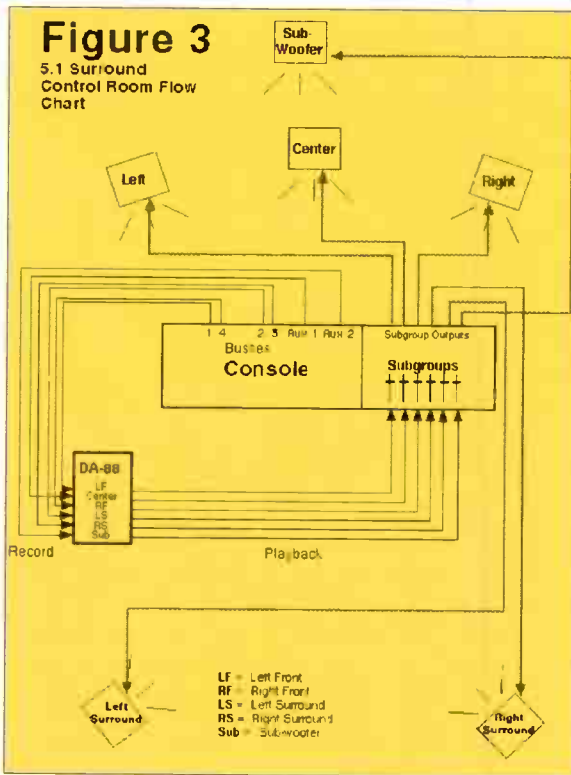 Figure 3
5.1 Surround
Control Room Flow
Chart
Sub-
Woofer
Center
Left
Right
1 4 2 3 Aux 1 Aux 2
Busses
Console
Subgroup Outputs
Subgroups
DA-88
LF
Center
RF
LS
RS
Sub
Record
Playback
Left
Surround
LF = Left Front
RF = Right Front
LS = Left Surround
RS = Right Surround
Sub = Subwoofer
Right
Surround